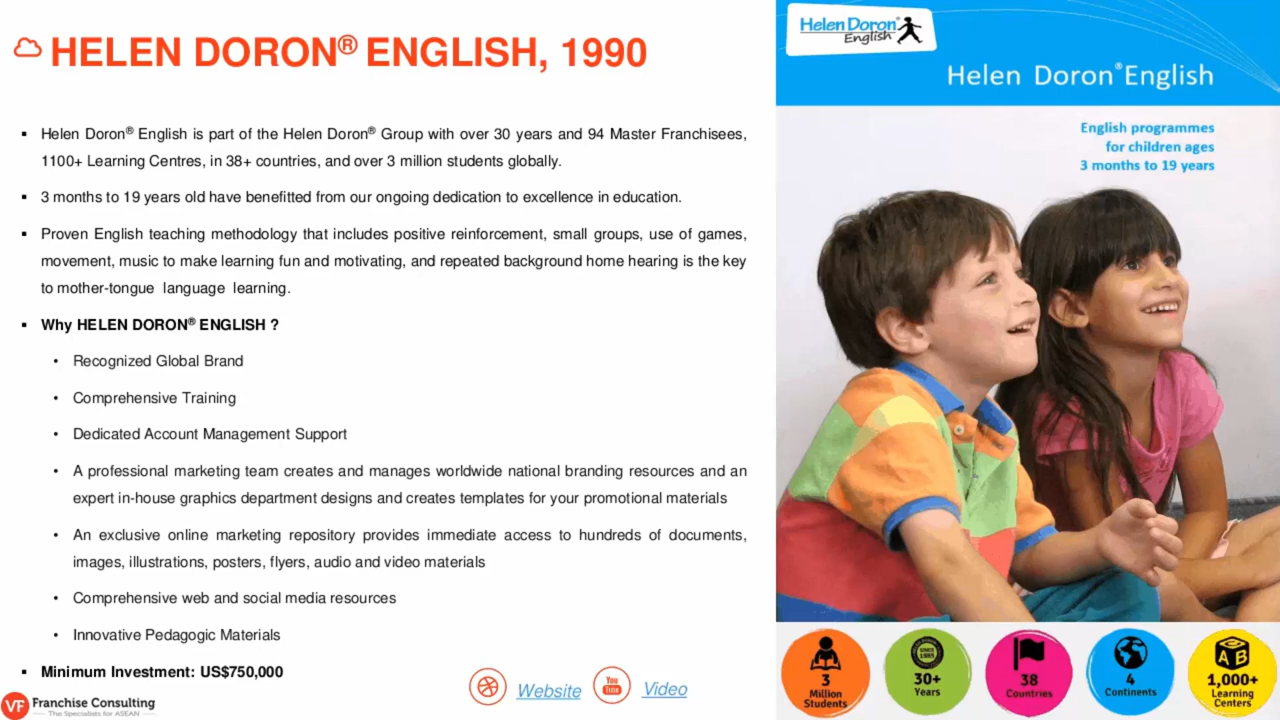 HELEN DORON® ENGLISH, 1990
▪ Helen Doron® English is part of the Helen Doron® Group with over 30 years and 94 Master Franchisees,
1100+ Learning Centres, in 38+ countries, and over 3 million students globally.
▪ 3 months to 19 years old have benefitted from our ongoing dedication to excellence in education.
▪ Proven English teaching methodology that includes positive reinforcement, small groups, use of games,
movement, music to make learning fun and motivating, and repeated background home hearing is the key
to mother-tongue language learning.
▪ Why HELEN DORON® ENGLISH ?
• Recognized Global Brand
• Comprehensive Training
• Dedicated Account Management Support
• A professional marketing team creates and manages worldwide national branding resources and an
expert in-house graphics department designs and creates templates for your promotional materials
• An exclusive online marketing repository provides immediate access to hundreds of documents,
images, illustrations, posters, flyers, audio and video materials
• Comprehensive web and social media resources
• Innovative Pedagogic Materials
▪ Minimum Investment: US$750,000
Website
You
Tube
Video
VF Franchise Consulting
The Specialists for ASEAN
Helen Doron®
English
Helen Doron® English
English programmes
for children ages
3 months to 19 years
3
Million
Students
SINCE
1985
30+
Years
38
Countries
4
Continents
A B
1,000+
Learning
Centers